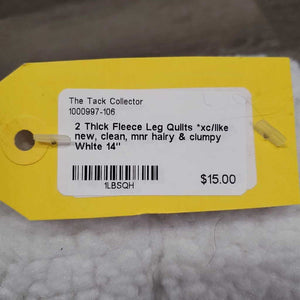 The Tack Collector
1000997-106
2 Thick Fleece Leg Quilts *xc/like
new, clean, mnr hairy & clumpy
White 14"
1LBSQH
$15.00